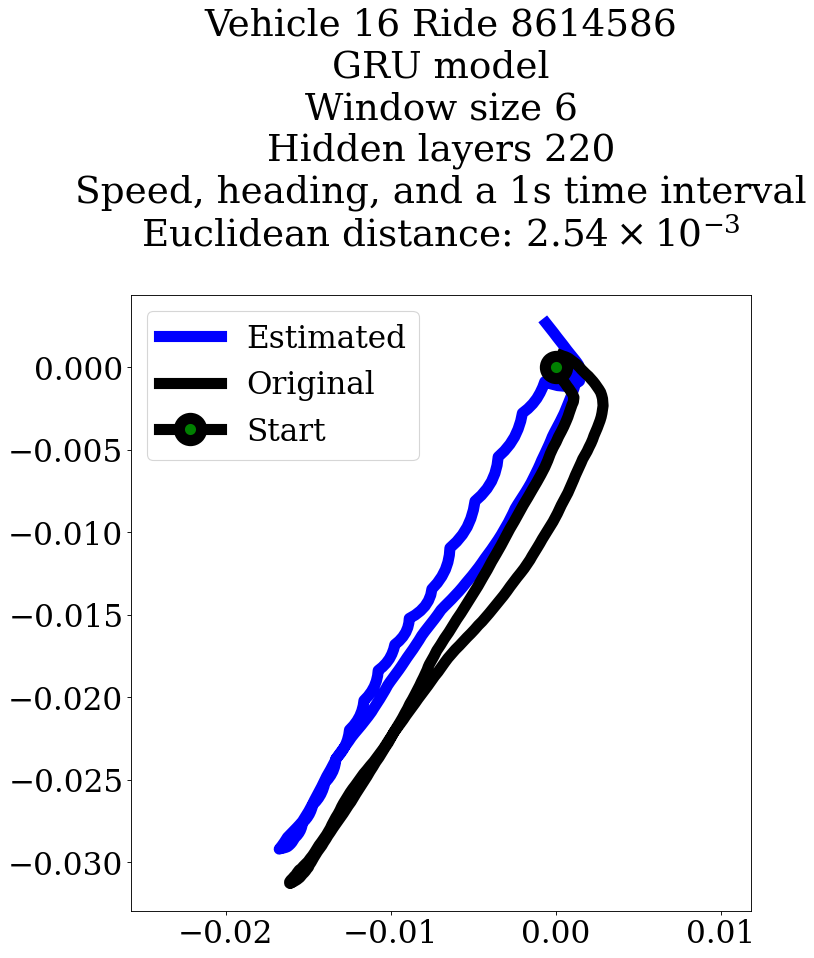 Vehicle 16 Ride 8614586
GRU model
Window size 6
Hidden layers 220
Speed, heading, and a 1s time interval
Euclidean distance: 2.54 × 10⁻³
Estimated
Original
Start
0.000
−0.005
−0.010
−0.015
−0.020
−0.025
−0.030
−0.02
−0.01
0.00
0.01